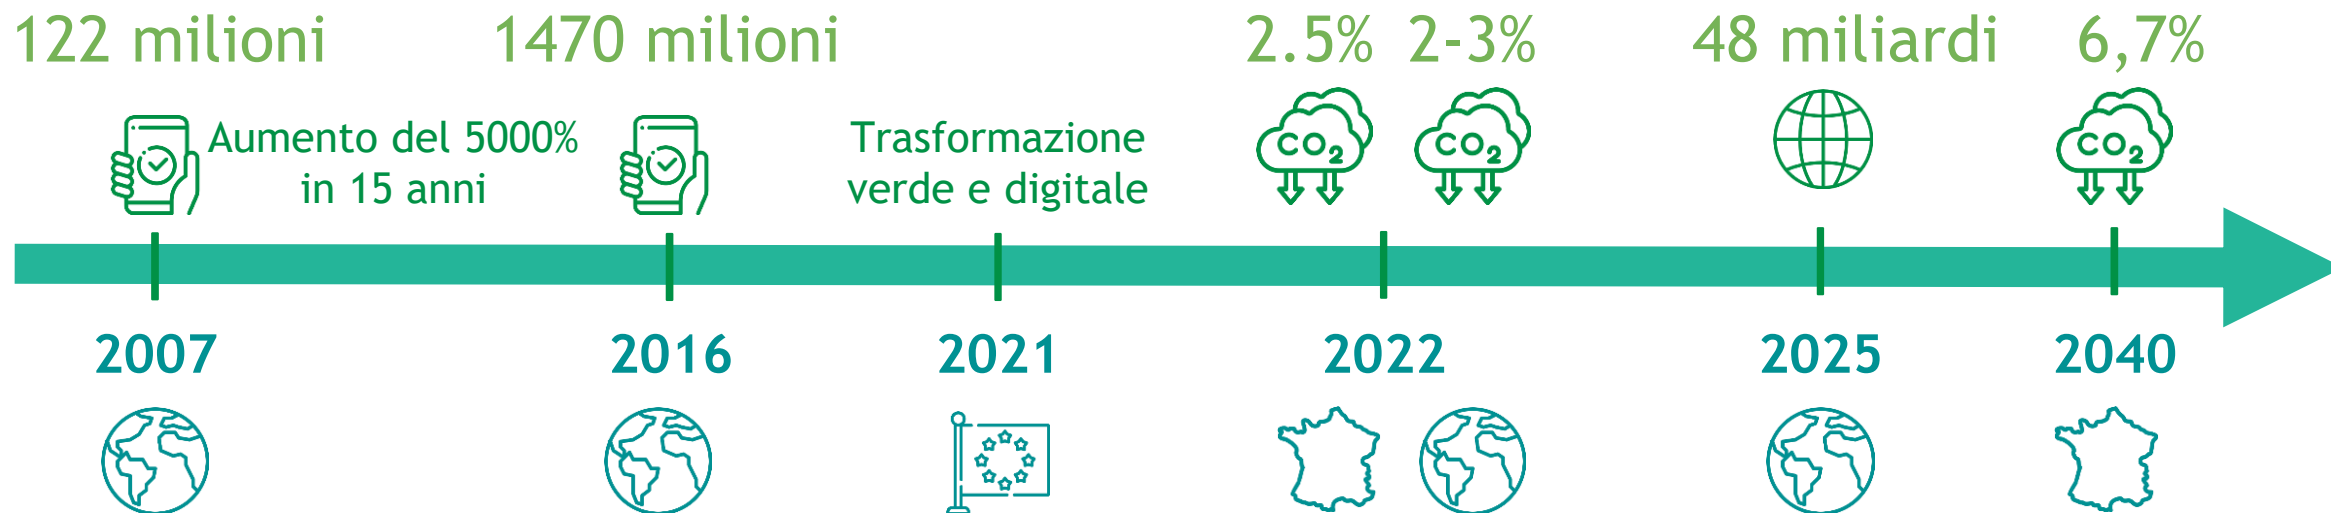 122 milioni
1470 milioni
2.5%
2-3%
48 miliardi
6,7%
Aumento del 5000%
in 15 anni
Trasformazione
verde e digitale
CO2
CO2
CO2
2007
2016
2021
2022
2025
2040